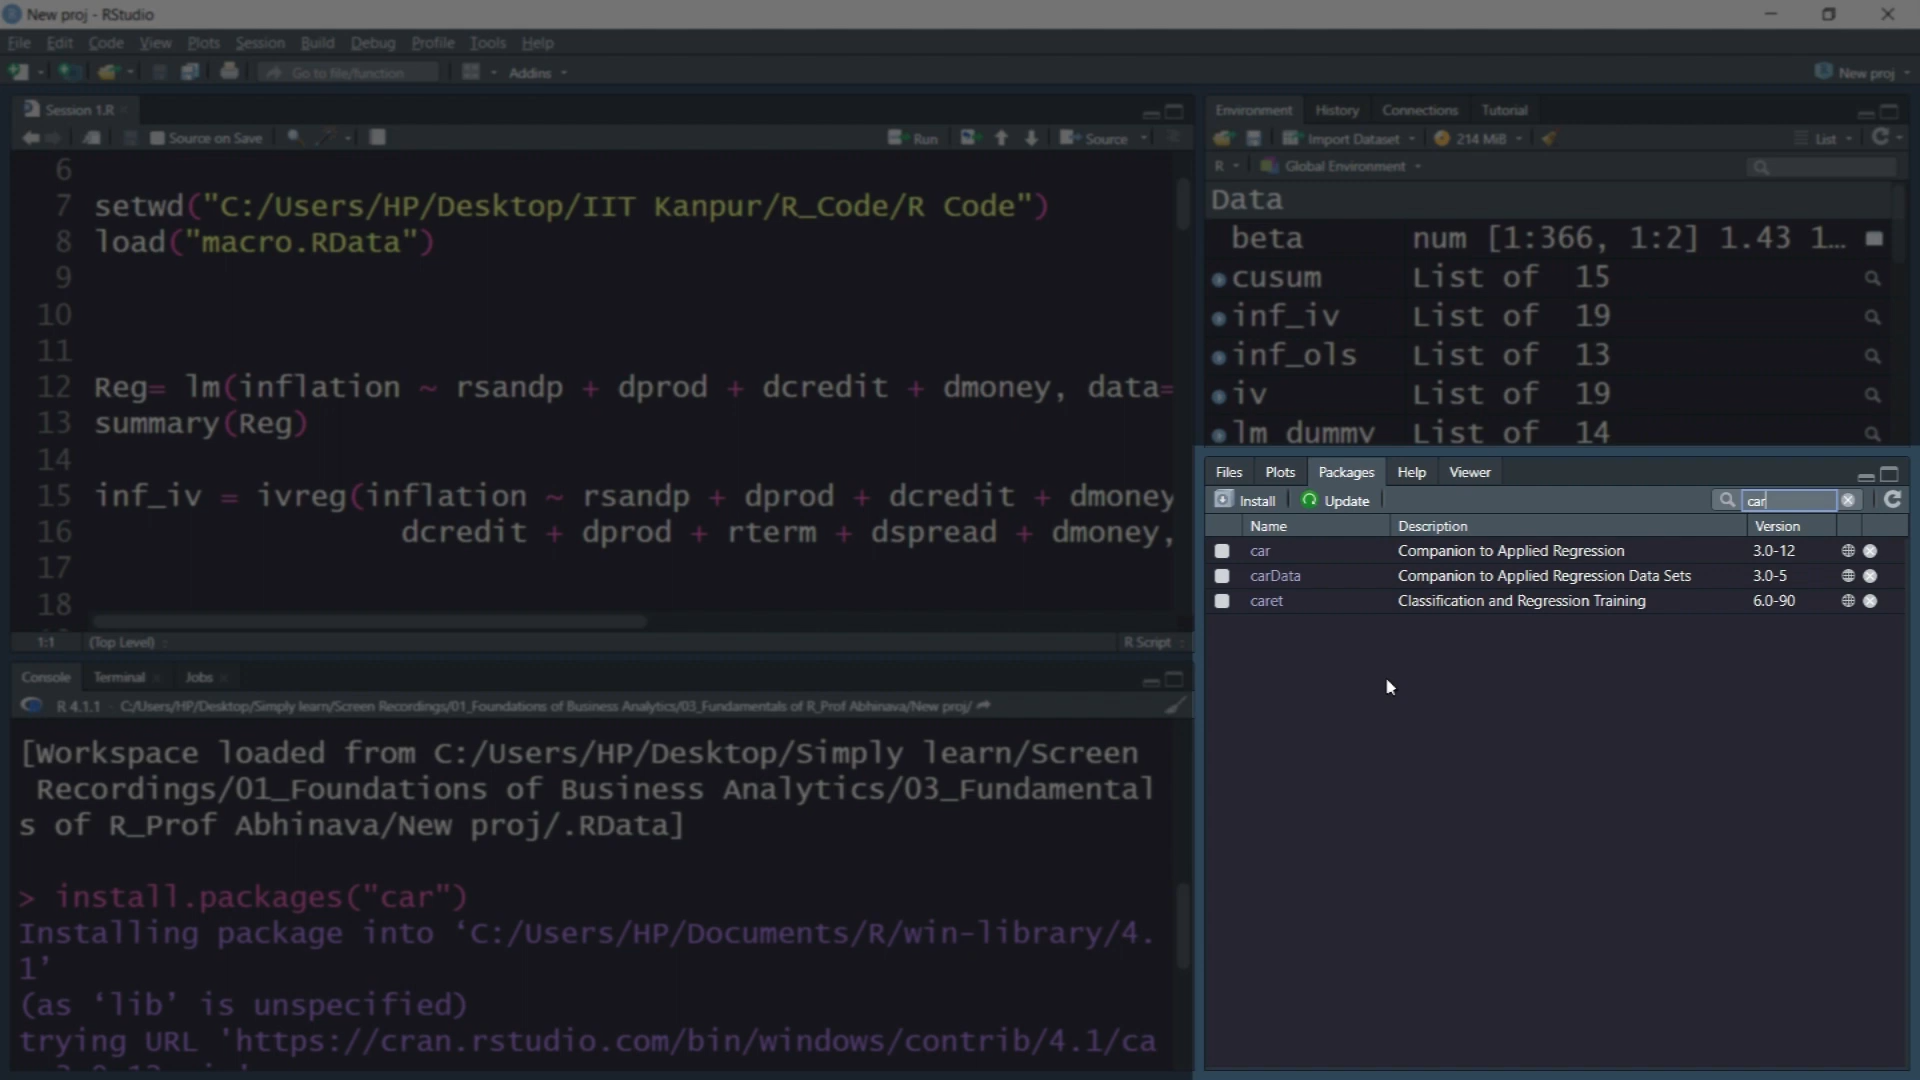 New proj - RStudio
File Edit Code View Plots Session Build Debug Profile Tools Help
Go to file/function Addins New proj
Session 1.R
Source on Save Run Source
6
7 setwd("C:/Users/HP/Desktop/IIT Kanpur/R_Code/R Code")
8 load("macro.RData")
9
10
11
12 Reg= lm(inflation ~ rsandp + dprod + dcredit + dmoney, data=
13 summary(Reg)
14
15 inf_iv = ivreg(inflation ~ rsandp + dprod + dcredit + dmoney
16 dcredit + dprod + rterm + dspread + dmoney,
17
18
1:1 (Top Level) R Script
Console Terminal Jobs
R 4.1.1 · C:/Users/HP/Desktop/Simply learn/Screen Recordings/01_Foundations of Business Analytics/03_Fundamentals of R_Prof Abhinava/New proj/
[Workspace loaded from C:/Users/HP/Desktop/Simply learn/Screen
Recordings/01_Foundations of Business Analytics/03_Fundamental
s of R_Prof Abhinava/New proj/.RData]
> install.packages("car")
Installing package into ‘C:/Users/HP/Documents/R/win-library/4.
1’
(as ‘lib’ is unspecified)
trying URL 'https://cran.rstudio.com/bin/windows/contrib/4.1/ca
Environment History Connections Tutorial
Import Dataset 214 MiB List
R Global Environment
Data
beta num [1:366, 1:2] 1.43 1...
cusum List of 15
inf_iv List of 19
inf_ols List of 13
iv List of 19
lm dummy List of 14
Files Plots Packages Help Viewer
Install Update car
Name Description Version
car Companion to Applied Regression 3.0-12
carData Companion to Applied Regression Data Sets 3.0-5
caret Classification and Regression Training 6.0-90